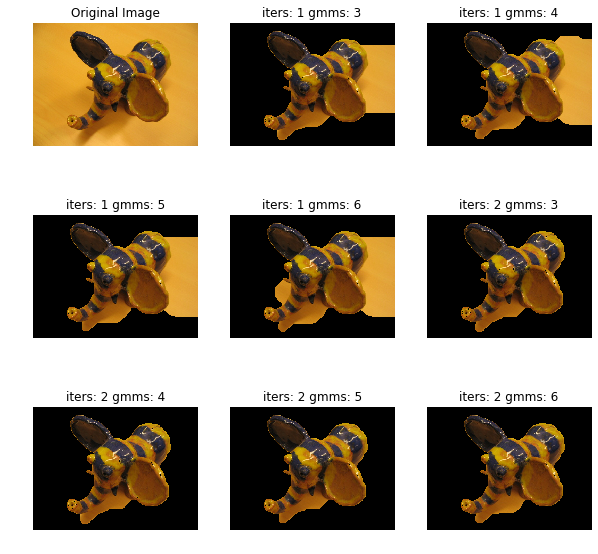 Original Image
iters: 1 gmms: 3
iters: 1 gmms: 4
iters: 1 gmms: 5
iters: 1 gmms: 6
iters: 2 gmms: 3
iters: 2 gmms: 4
iters: 2 gmms: 5
iters: 2 gmms: 6